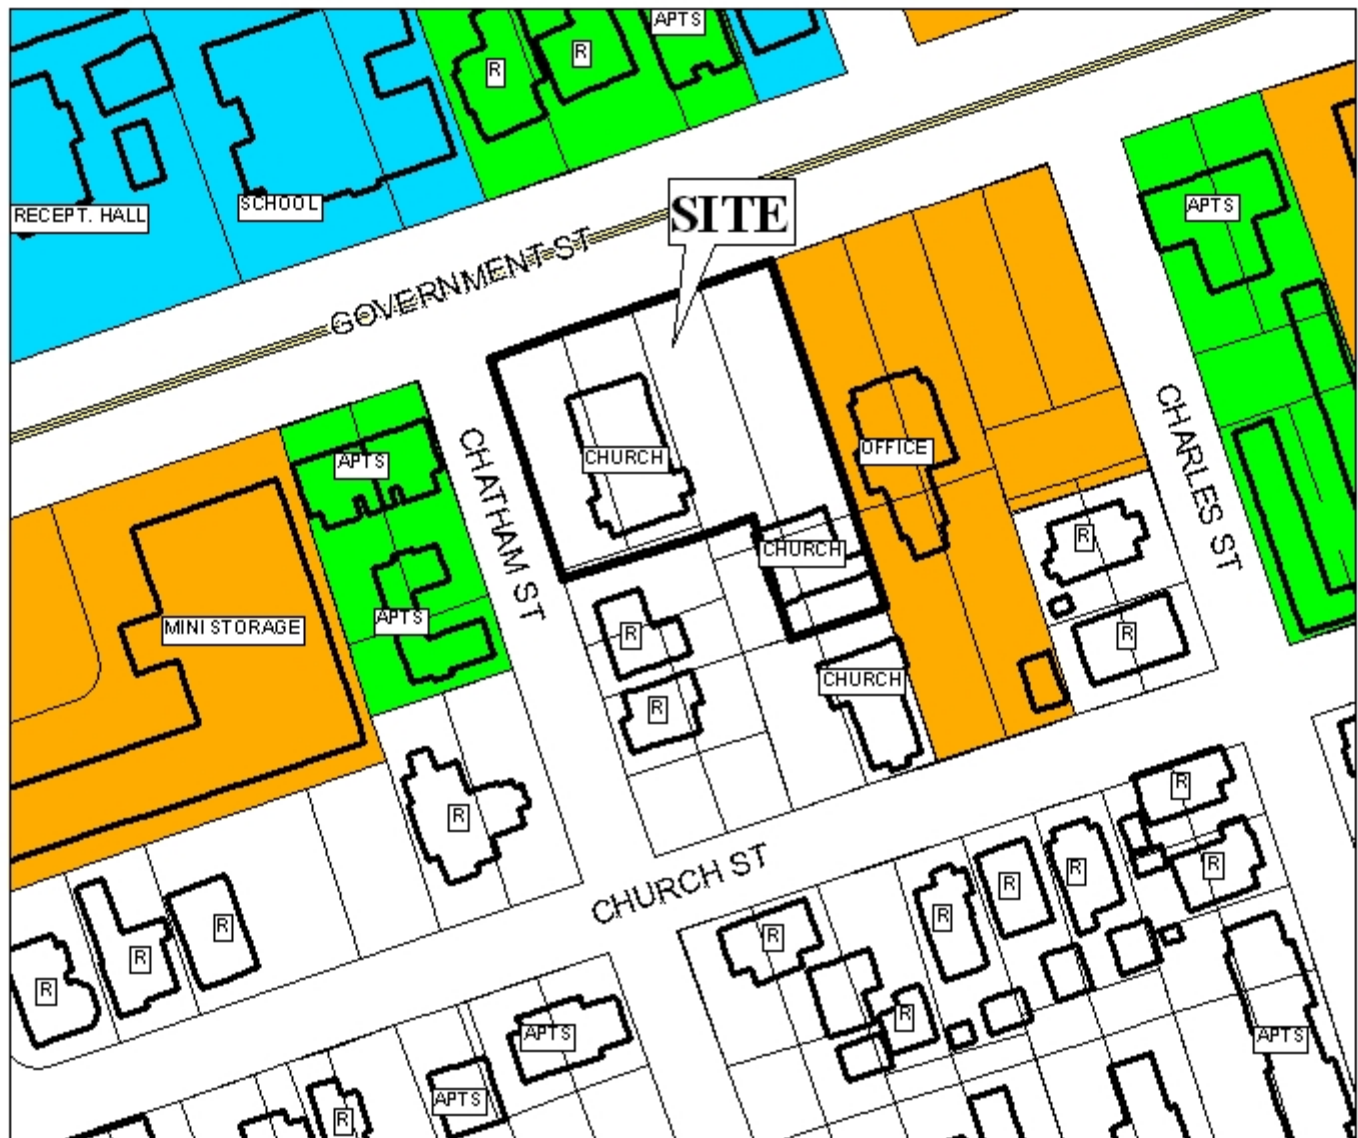 APTS
R
R
RECEPT. HALL
SCHOOL
SITE
APTS
GOVERNMENT ST
CHURCH
OFFICE
APTS
CHATHAM ST
CHARLES ST
CHURCH
R
APTS
MINI STORAGE
R
R
CHURCH
R
R
R
R
CHURCH ST
R
R
R
R
R
R
R
R
R
APTS
APTS
APTS
R